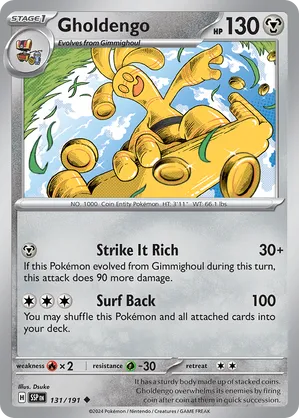 STAGE 1
Gholdengo
HP 130
Evolves from Gimmighoul
NO. 1000 Coin Entity Pokémon HT: 3'11" WT: 66.1 lbs
Strike It Rich 30+
If this Pokémon evolved from Gimmighoul during this turn,
this attack does 90 more damage.
Surf Back 100
You may shuffle this Pokémon and all attached cards into
your deck.
weakness ×2 resistance -30 retreat
Illus. Dsuke
H SSP EN 131/191
It has a sturdy body made up of stacked coins.
Gholdengo overwhelms its enemies by firing
coin after coin at them in quick succession.
©2024 Pokémon / Nintendo / Creatures / GAME FREAK